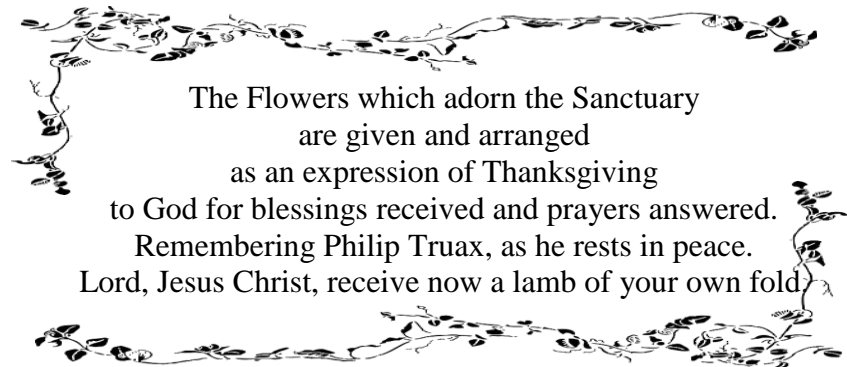 The Flowers which adorn the Sanctuary
are given and arranged
as an expression of Thanksgiving
to God for blessings received and prayers answered.
Remembering Philip Truax, as he rests in peace.
Lord, Jesus Christ, receive now a lamb of your own fold.